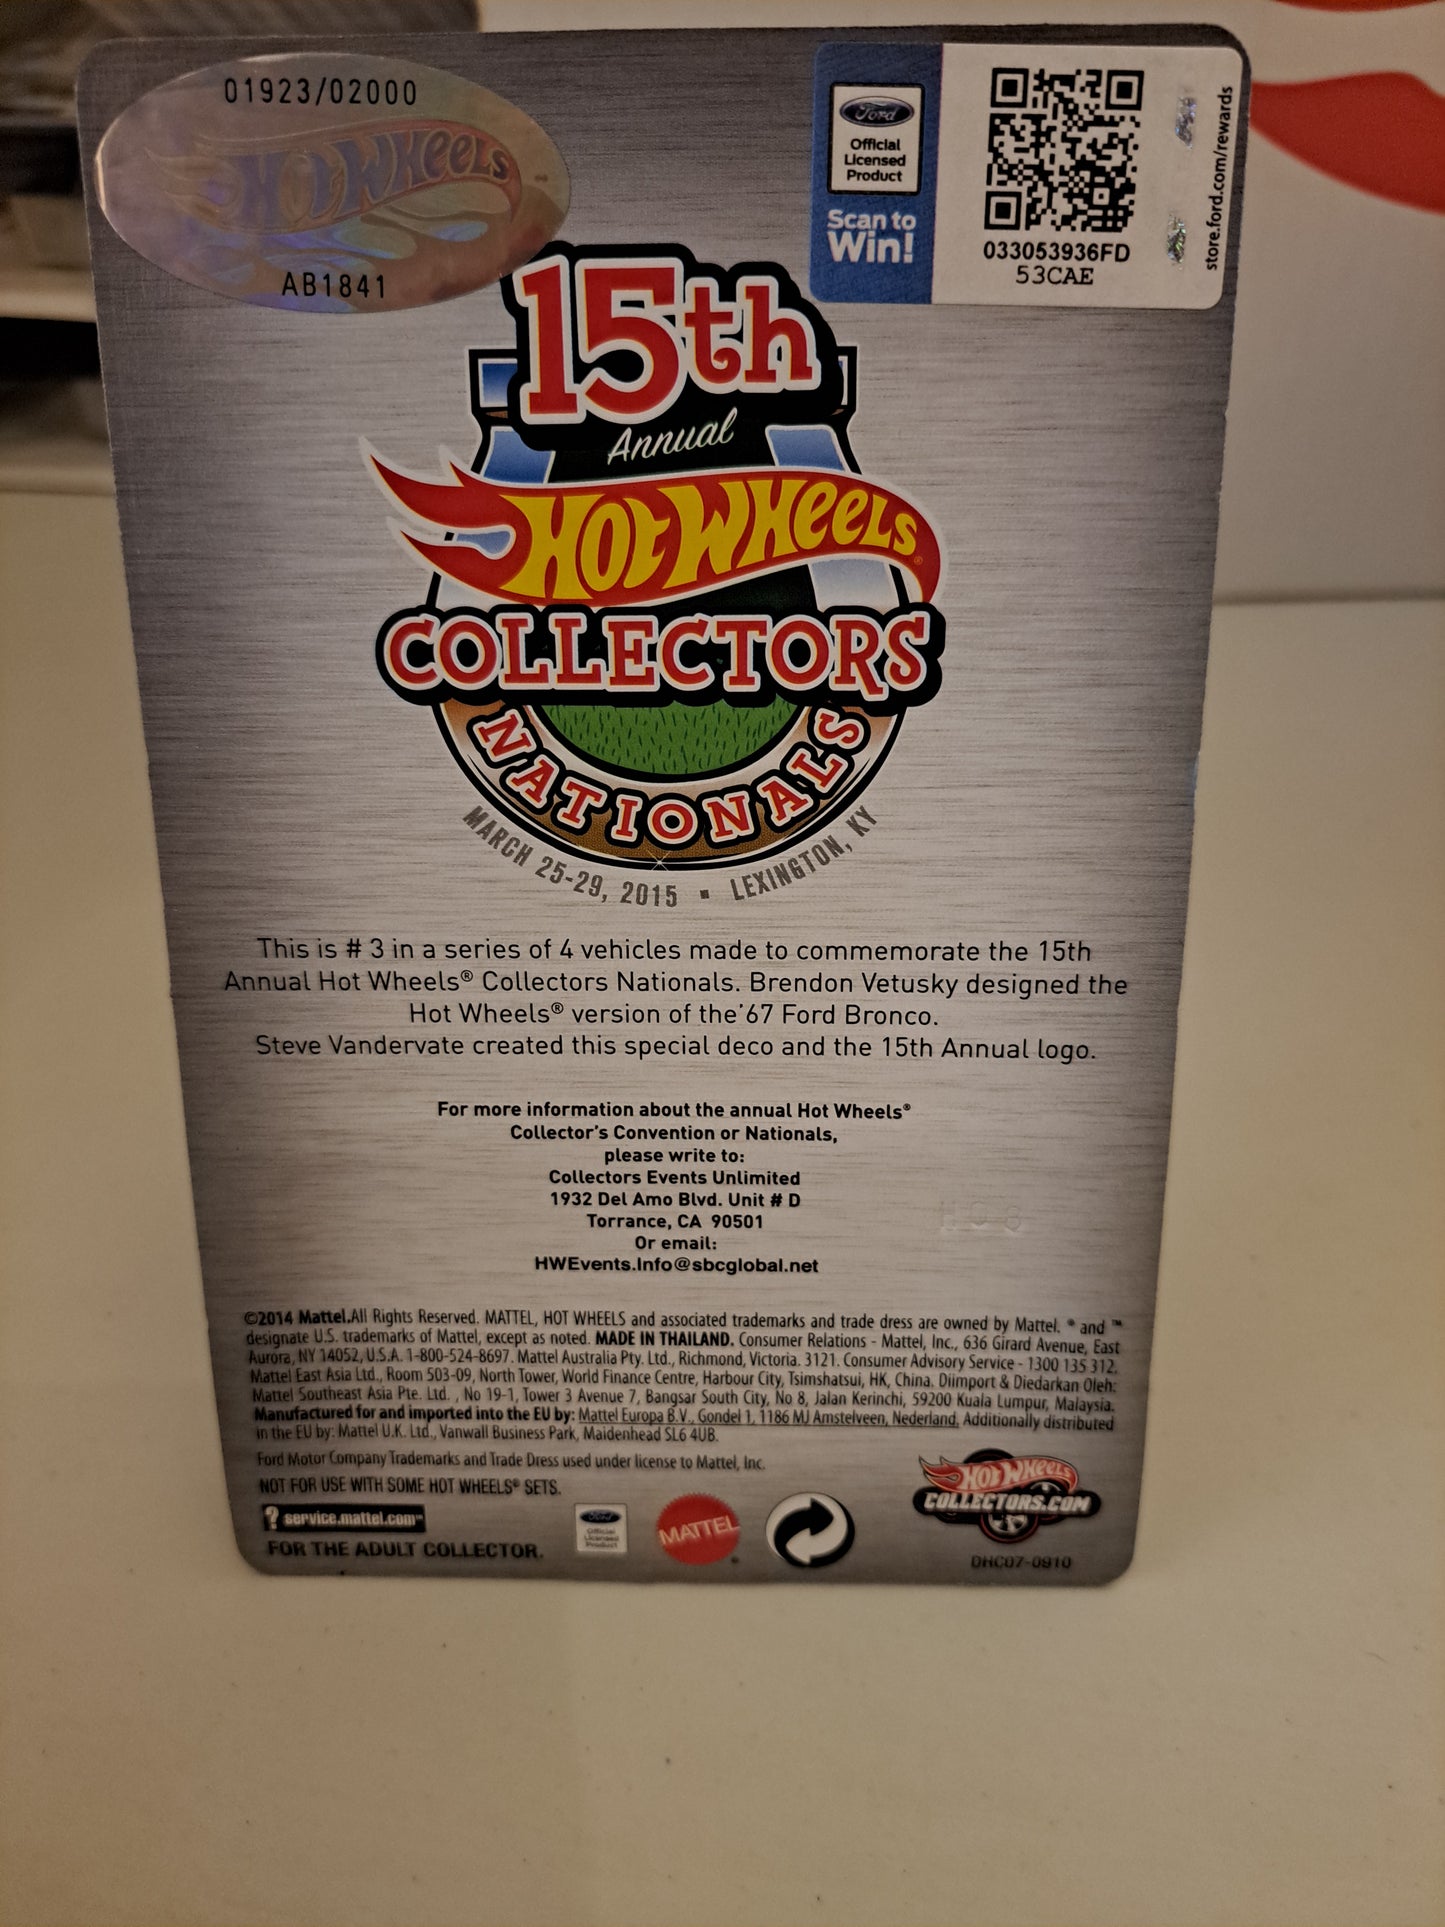 01923/02000
HOT WHEELS
AB1841
Ford
Official
Licensed
Product
Scan to
Win!
033053936FD
53CAE
store.ford.com/rewards
15th
Annual
HOT WHEELS®
COLLECTORS
NATIONALS
MARCH 25-29, 2015 ▪ LEXINGTON, KY
This is # 3 in a series of 4 vehicles made to commemorate the 15th
Annual Hot Wheels® Collectors Nationals. Brendon Vetusky designed the
Hot Wheels® version of the'67 Ford Bronco.
Steve Vandervate created this special deco and the 15th Annual logo.
For more information about the annual Hot Wheels®
Collector's Convention or Nationals,
please write to:
Collectors Events Unlimited
1932 Del Amo Blvd. Unit # D
Torrance, CA 90501
Or email:
HWEvents.Info@sbcglobal.net
©2014 Mattel.All Rights Reserved. MATTEL, HOT WHEELS and associated trademarks and trade dress are owned by Mattel. ® and ™
designate U.S. trademarks of Mattel, except as noted. MADE IN THAILAND. Consumer Relations - Mattel, Inc., 636 Girard Avenue, East
Aurora, NY 14052, U.S.A. 1-800-524-8697. Mattel Australia Pty. Ltd., Richmond, Victoria. 3121. Consumer Advisory Service - 1300 135 312.
Mattel East Asia Ltd., Room 503-09, North Tower, World Finance Centre, Harbour City, Tsimshatsui, HK, China. Diimport & Diedarkan Oleh:
Mattel Southeast Asia Pte. Ltd. , No 19-1, Tower 3 Avenue 7, Bangsar South City, No 8, Jalan Kerinchi, 59200 Kuala Lumpur, Malaysia.
Manufactured for and imported into the EU by: Mattel Europa B.V., Gondel 1, 1186 MJ Amstelveen, Nederland. Additionally distributed
in the EU by: Mattel U.K. Ltd., Vanwall Business Park, Maidenhead SL6 4UB.
Ford Motor Company Trademarks and Trade Dress used under license to Mattel, Inc.
NOT FOR USE WITH SOME HOT WHEELS® SETS.
? service.mattel.com™
FOR THE ADULT COLLECTOR.
Ford
Official
Licensed
Product
MATTEL
HOT WHEELS
COLLECTORS.COM
DHC07-0910